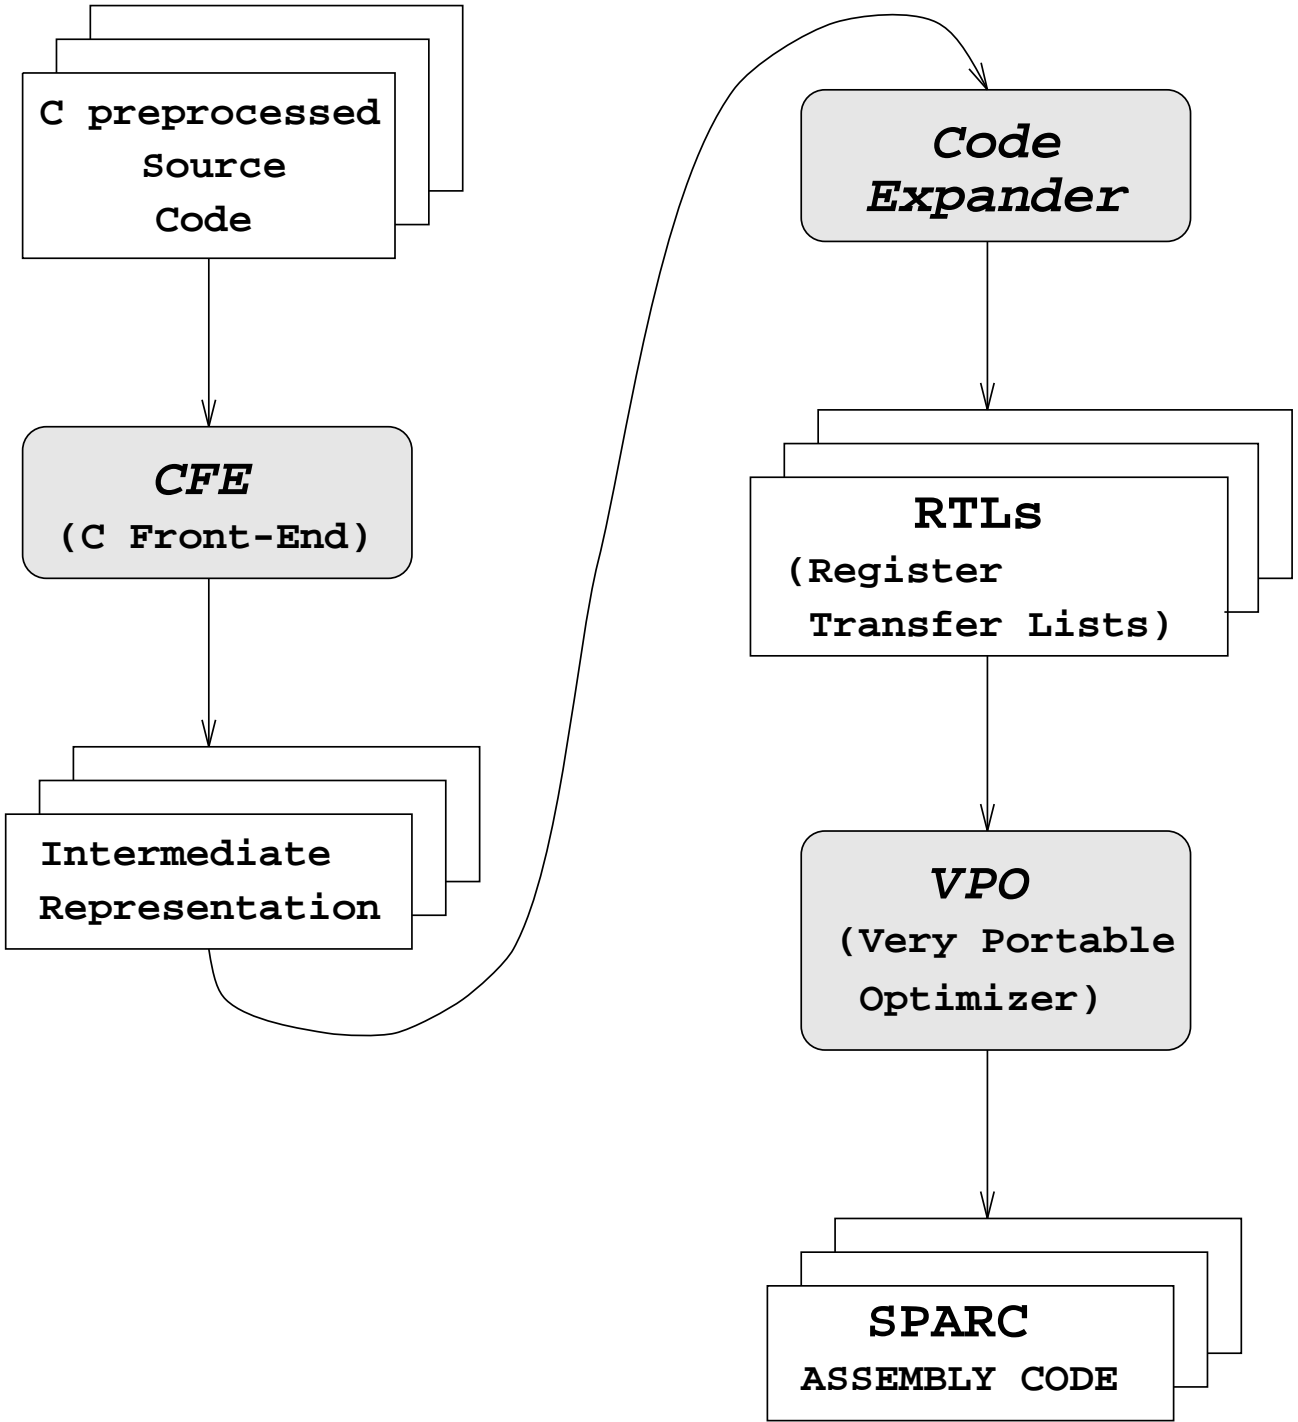 C preprocessed
Source
Code
CFE
(C Front-End)
Intermediate
Representation
Code
Expander
RTLs
(Register
Transfer Lists)
VPO
(Very Portable
Optimizer)
SPARC
ASSEMBLY CODE